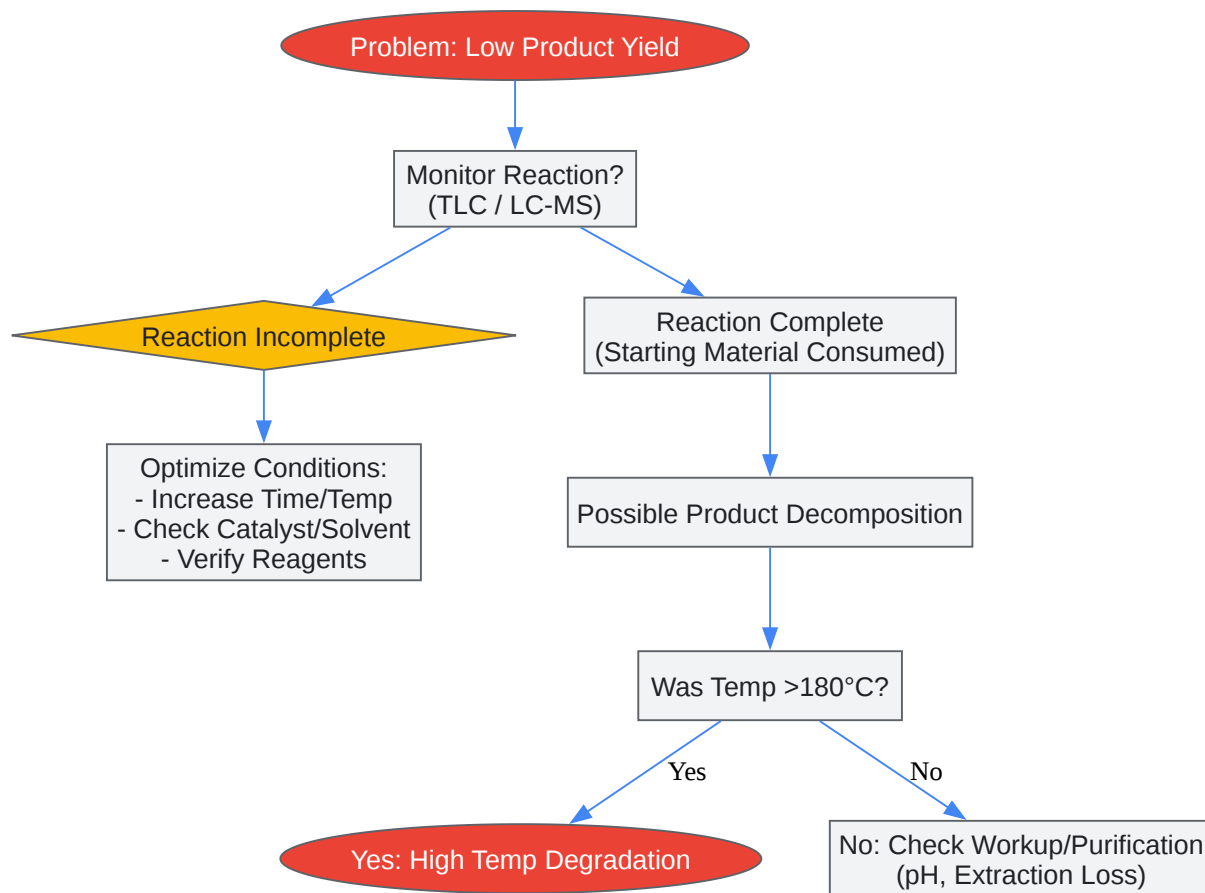 Problem: Low Product Yield
Monitor Reaction?
(TLC / LC-MS)
Reaction Incomplete
Reaction Complete
(Starting Material Consumed)
Optimize Conditions:
- Increase Time/Temp
- Check Catalyst/Solvent
- Verify Reagents
Possible Product Decomposition
Was Temp >180°C?
Yes
No
Yes: High Temp Degradation
No: Check Workup/Purification
(pH, Extraction Loss)